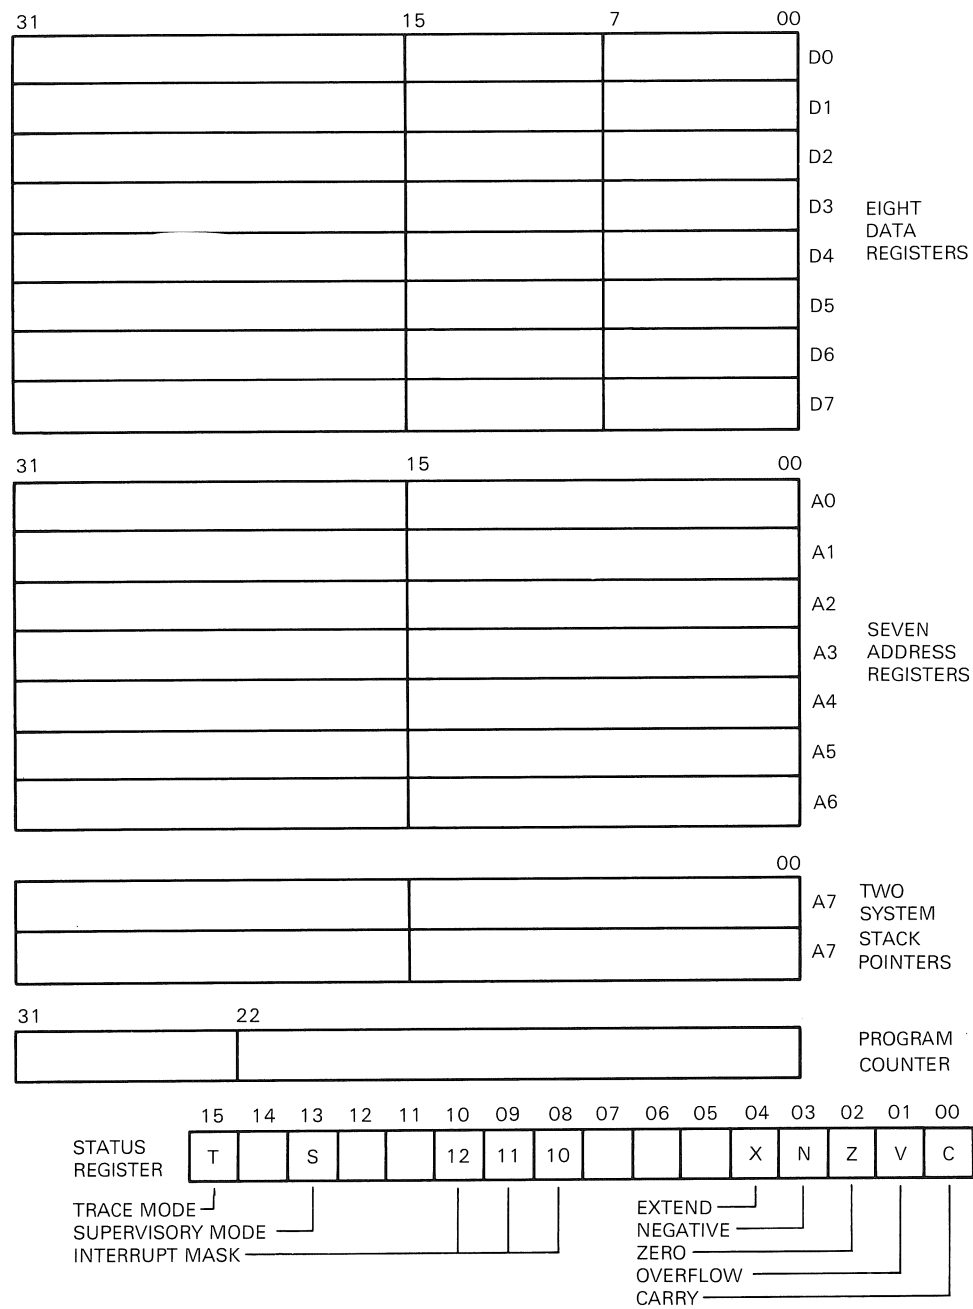 31 15 7 00
D0
D1
D2
D3
D4
D5
D6
D7
EIGHT
DATA
REGISTERS
31 15 00
A0
A1
A2
A3
A4
A5
A6
SEVEN
ADDRESS
REGISTERS
00
A7
A7
TWO
SYSTEM
STACK
POINTERS
31 22
PROGRAM
COUNTER
15 14 13 12 11 10 09 08 07 06 05 04 03 02 01 00
STATUS
REGISTER
T S 12 11 10 X N Z V C
TRACE MODE
SUPERVISORY MODE
INTERRUPT MASK
EXTEND
NEGATIVE
ZERO
OVERFLOW
CARRY